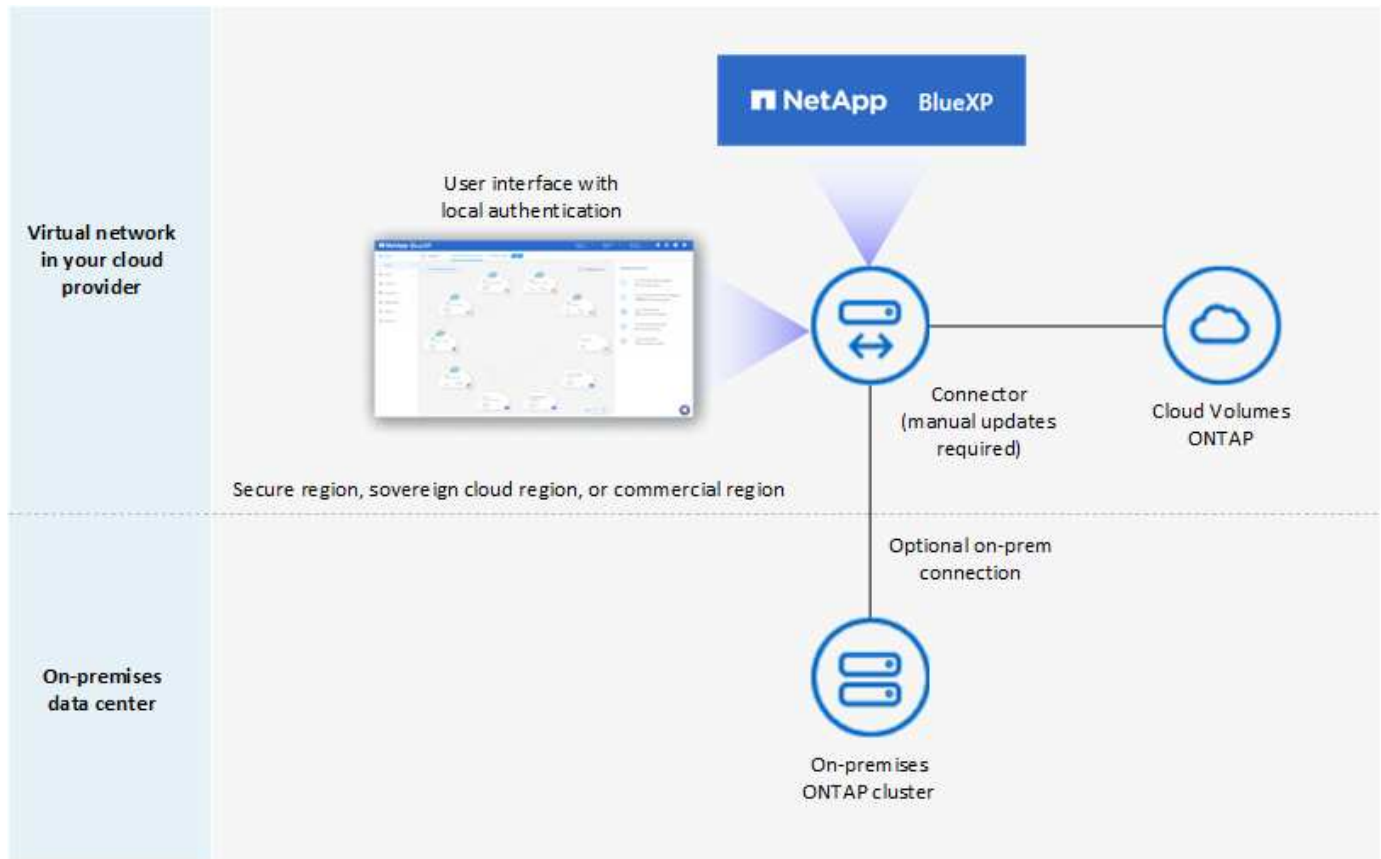 NetApp BlueXP
User interface with
local authentication
Virtual network
in your cloud
provider
Connector
(manual updates
required)
Cloud Volumes
ONTAP
Secure region, sovereign cloud region, or commercial region
Optional on-prem
connection
On-premises
data center
On-premises
ONTAP cluster